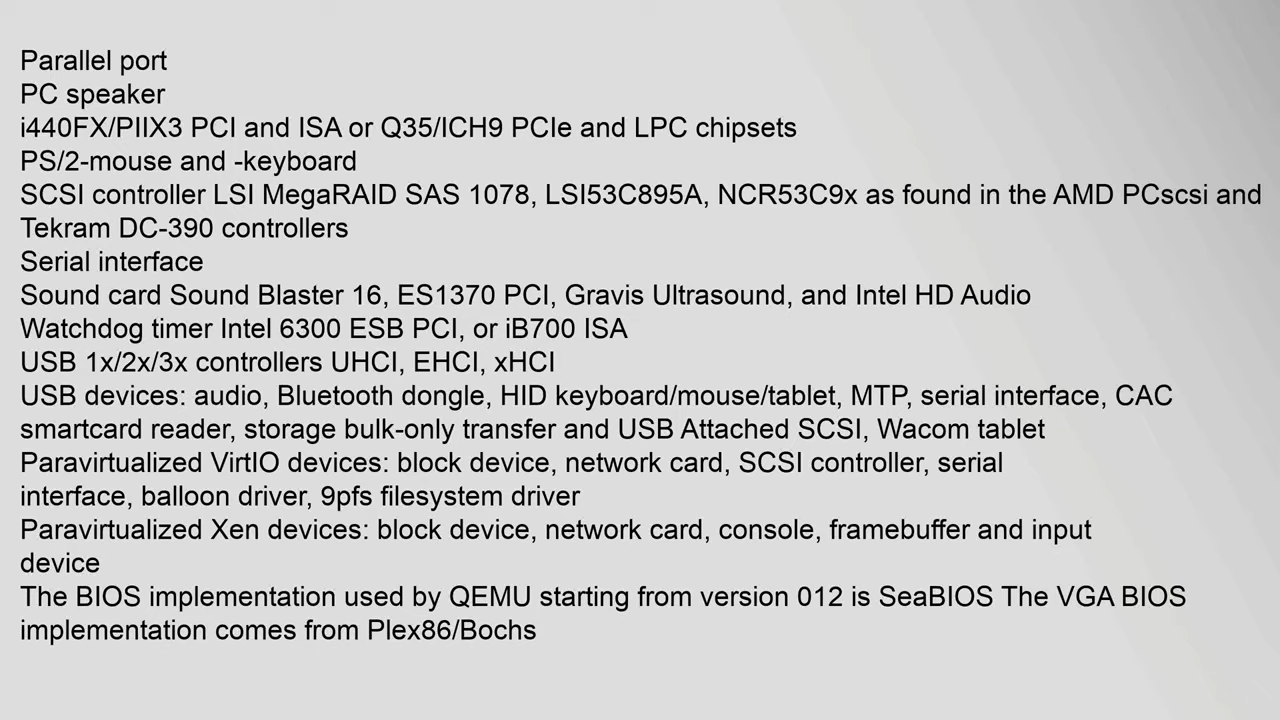 Parallel port
PC speaker
i440FX/PIIX3 PCI and ISA or Q35/ICH9 PCIe and LPC chipsets
PS/2-mouse and -keyboard
SCSI controller LSI MegaRAID SAS 1078, LSI53C895A, NCR53C9x as found in the AMD PCscsi and
Tekram DC-390 controllers
Serial interface
Sound card Sound Blaster 16, ES1370 PCI, Gravis Ultrasound, and Intel HD Audio
Watchdog timer Intel 6300 ESB PCI, or iB700 ISA
USB 1x/2x/3x controllers UHCI, EHCI, xHCI
USB devices: audio, Bluetooth dongle, HID keyboard/mouse/tablet, MTP, serial interface, CAC
smartcard reader, storage bulk-only transfer and USB Attached SCSI, Wacom tablet
Paravirtualized VirtIO devices: block device, network card, SCSI controller, serial
interface, balloon driver, 9pfs filesystem driver
Paravirtualized Xen devices: block device, network card, console, framebuffer and input
device
The BIOS implementation used by QEMU starting from version 012 is SeaBIOS The VGA BIOS
implementation comes from Plex86/Bochs